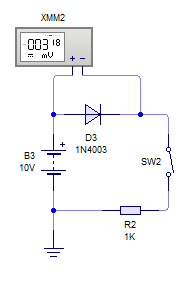 XMM2
-003.18
= mV
+ -
D3
1N4003
+
B3
10V
SW2
R2
1K